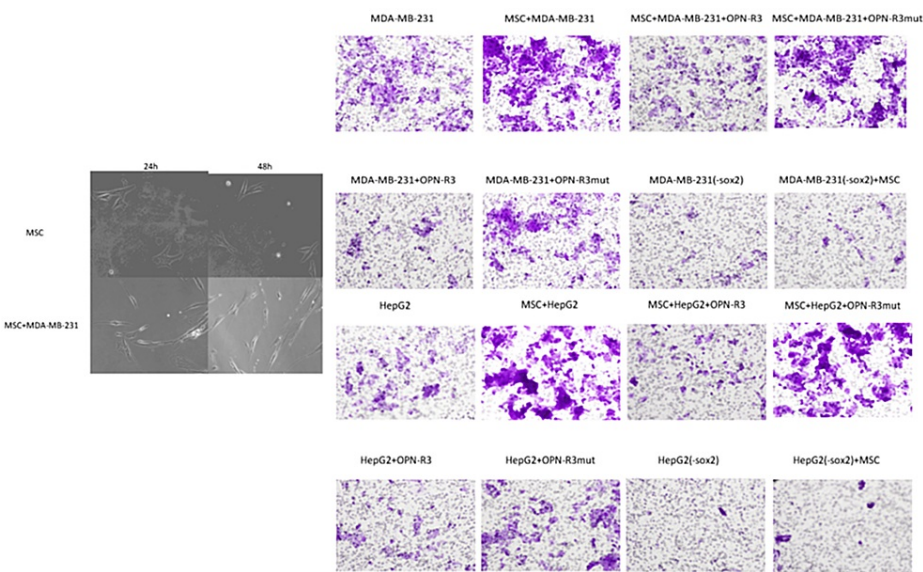 MDA-MB-231
MSC+MDA-MB-231
MSC+MDA-MB-231+OPN-R3
MSC+MDA-MB-231+OPN-R3mut
24h
48h
MSC
MSC+MDA-MB-231
MDA-MB-231+OPN-R3
MDA-MB-231+OPN-R3mut
MDA-MB-231(-sox2)
MDA-MB-231(-sox2)+MSC
HepG2
MSC+HepG2
MSC+HepG2+OPN-R3
MSC+HepG2+OPN-R3mut
HepG2+OPN-R3
HepG2+OPN-R3mut
HepG2(-sox2)
HepG2(-sox2)+MSC